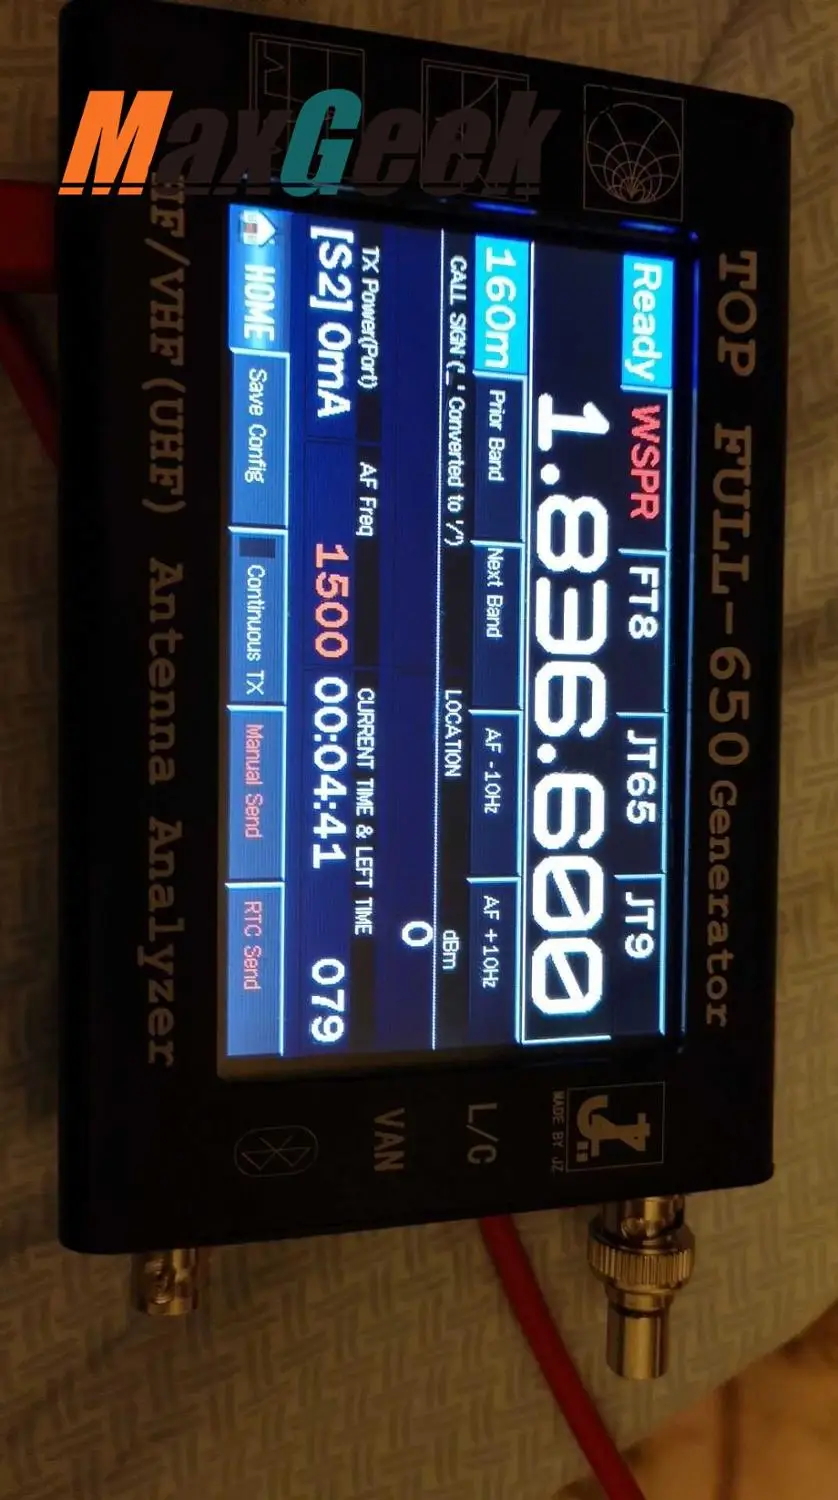 MaxGeek
TOP FULL-650 Generator
Ready WSPR FT8 JT65 JT9
1.836.600
160m Prior Band Next Band AF -10Hz AF +10Hz
CALL SIGN ('_' Converted to '/') LOCATION dBm
0
TX Power(Port) AF Freq CURRENT TIME & LEFT TIME
[S2] 0mA 1500 00:04:41 079
HOME Save Config Continuous TX Manual Send RTC Send
HF/VHF(UHF) Antenna Analyzer
JZ
MADE BY JZ
L/C
VAN